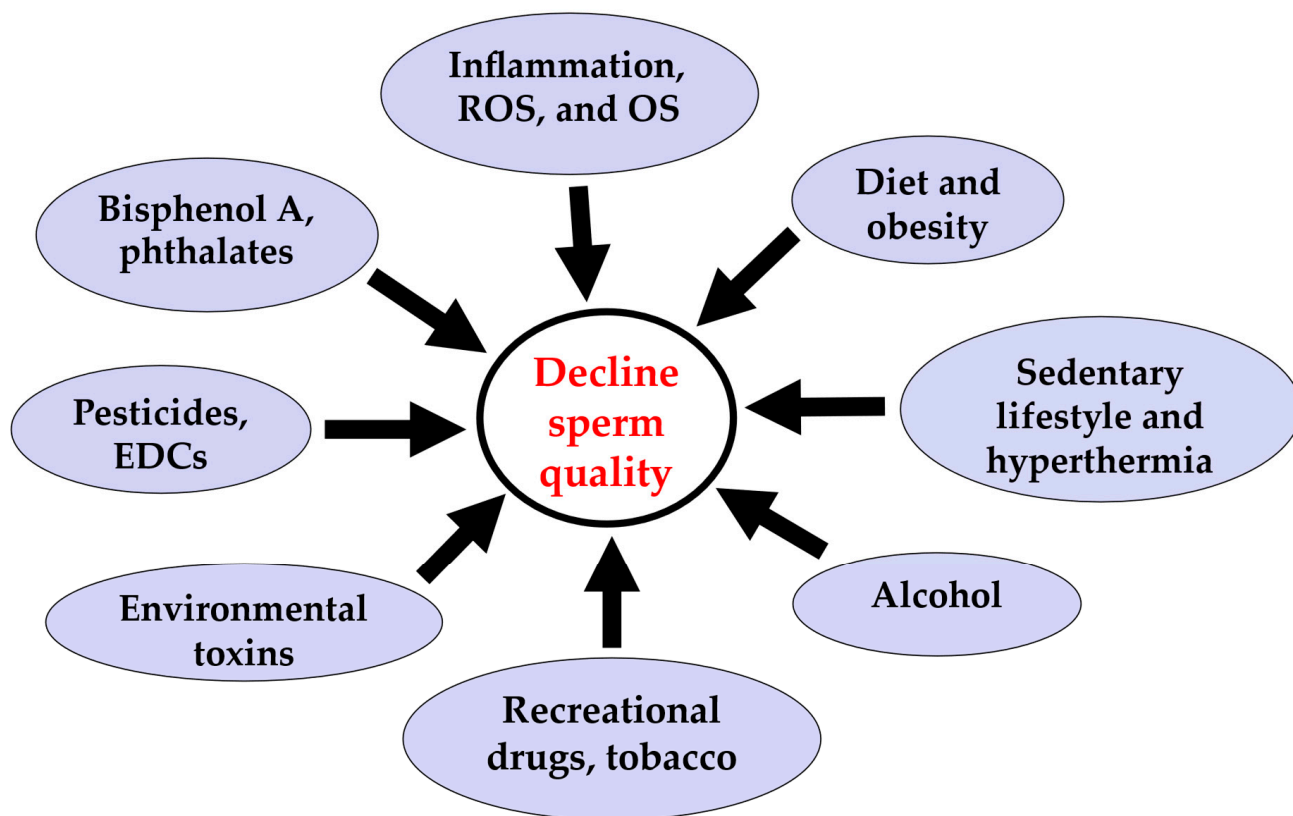 Inflammation,
ROS, and OS
Diet and
obesity
Bisphenol A,
phthalates
Sedentary
lifestyle and
hyperthermia
Decline
sperm
quality
Pesticides,
EDCs
Alcohol
Environmental
toxins
Recreational
drugs, tobacco